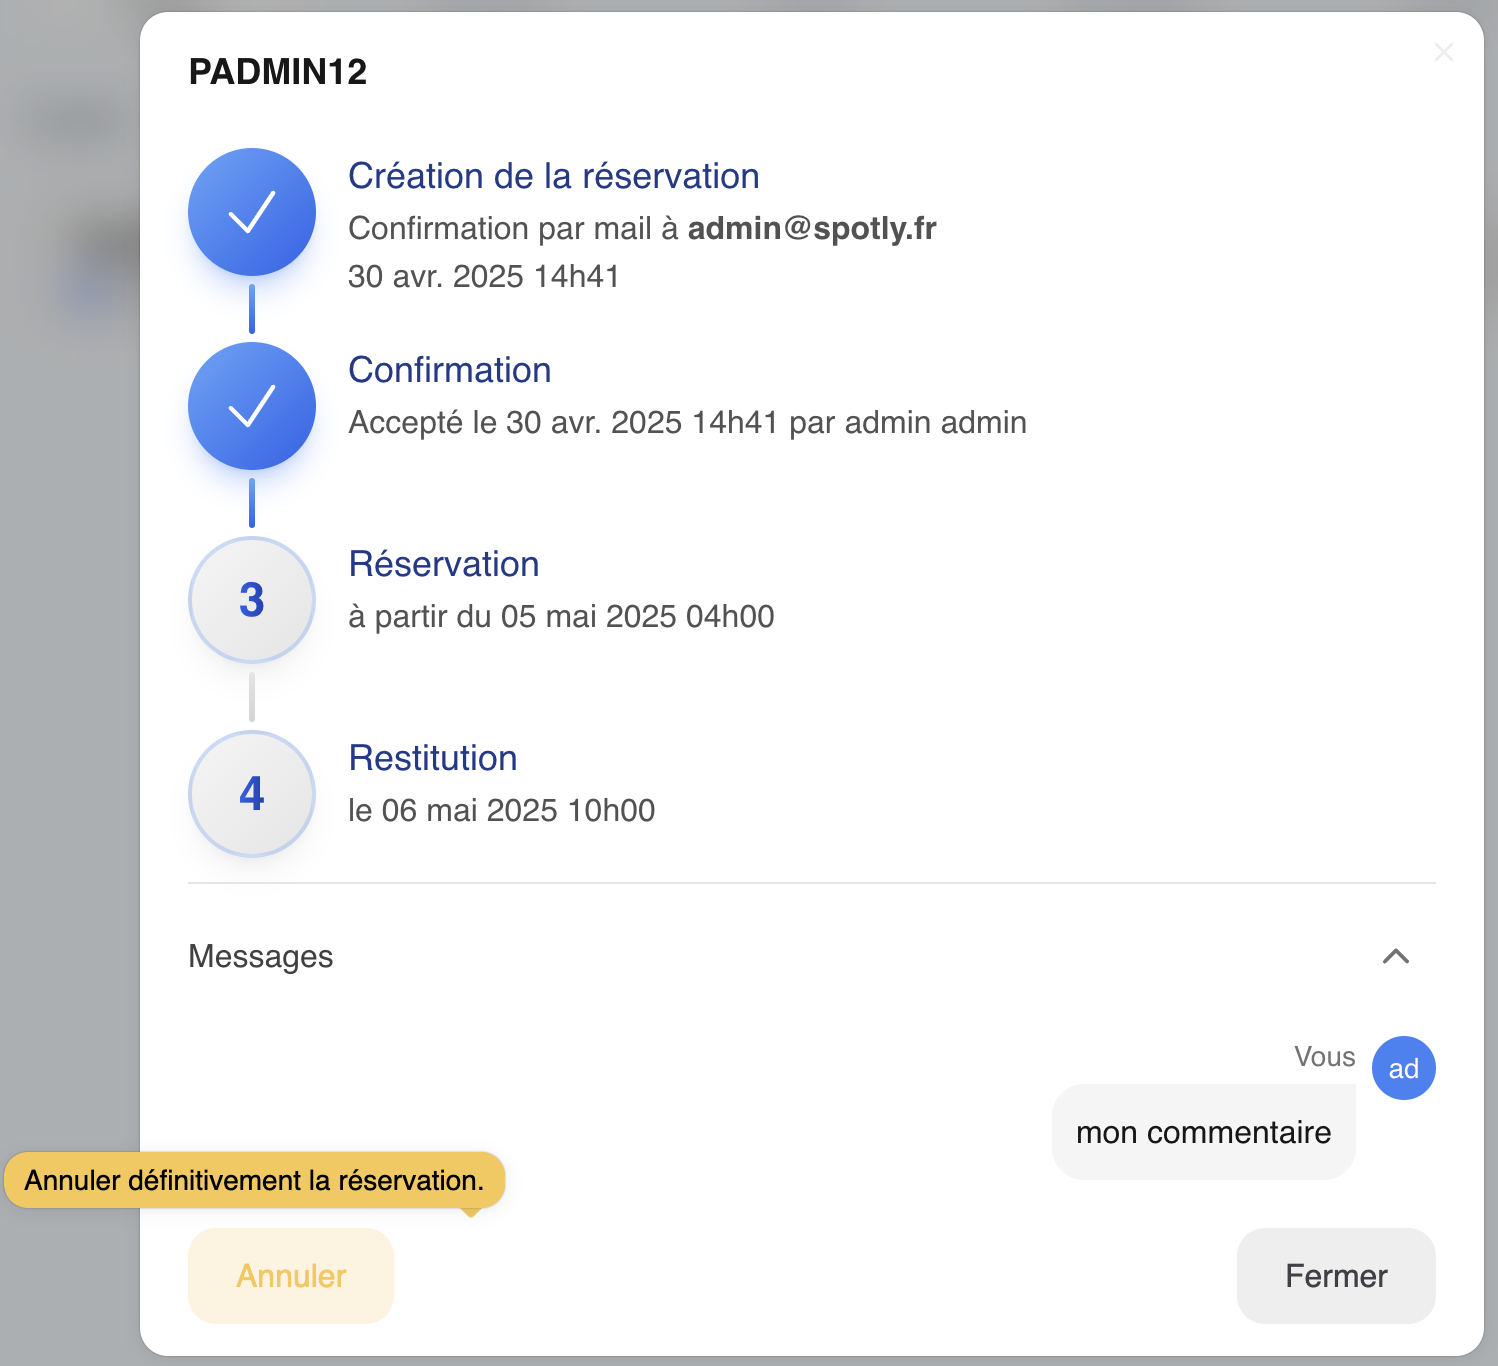 PADMIN12
Création de la réservation
Confirmation par mail à admin@spotly.fr
30 avr. 2025 14h41
Confirmation
Accepté le 30 avr. 2025 14h41 par admin admin
3
Réservation
à partir du 05 mai 2025 04h00
4
Restitution
le 06 mai 2025 10h00
Messages
Vous
ad
mon commentaire
Annuler définitivement la réservation.
Annuler
Fermer